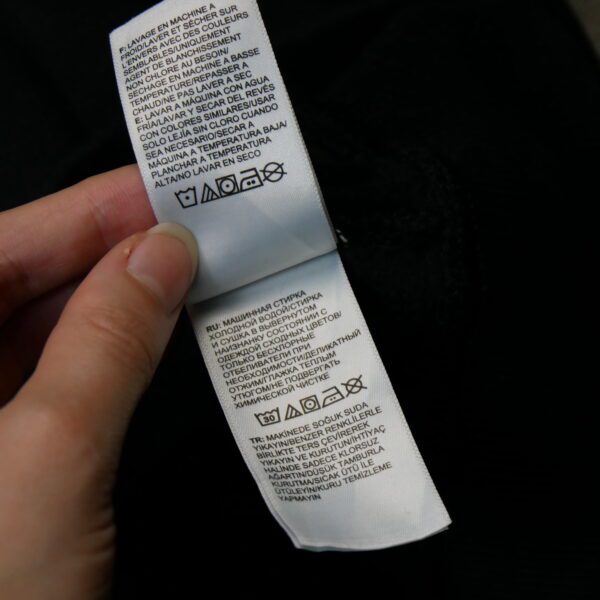 F: LAVAGE EN MACHINE A
FROID/LAVER ET SÉCHER SUR
L'ENVERS AVEC DES COULEURS
SEMBLABLES/UNIQUEMENT
AGENT DE BLANCHISSEMENT
NON CHLORE AU BESOIN/
SECHAGE EN MACHINE A BASSE
TEMPERATURE/REPASSER A
CHAUD/NE PAS LAVER A SEC
E: LAVAR A MÁQUINA CON AGUA
FRÍA/LAVAR Y SECAR DEL REVÉS
CON COLORES SIMILARES/USAR
SOLO LEJÍA SIN CLORO CUANDO
SEA NECESARIO/SECAR A
MÁQUINA A TEMPERATURA BAJA/
PLANCHAR A TEMPERATURA
ALTA/NO LAVAR EN SECO
RU: МАШИННАЯ СТИРКА
ХОЛОДНОЙ ВОДОЙ/СТИРКА
И СУШКА В ВЫВЕРНУТОМ
НАИЗНАНКУ СОСТОЯНИИ С
ОДЕЖДОЙ СХОДНЫХ ЦВЕТОВ/
ТОЛЬКО БЕСХЛОРНЫЕ
ОТБЕЛИВАТЕЛИ ПРИ
НЕОБХОДИМОСТИ/ДЕЛИКАТНЫЙ
ОТЖИМ/ГЛАЖКА ТЕПЛЫМ
УТЮГОМ/НЕ ПОДВЕРГАТЬ
ХИМИЧЕСКОЙ ЧИСТКЕ
30
TR: MAKİNEDE SOĞUK SUDA
YIKAYIN/BENZER RENKLİLERLE
BİRLİKTE TERS ÇEVİREREK
YIKAYIN VE KURUTUN/İHTİYAÇ
HALİNDE SADECE KLORSUZ
AĞARTIN/DÜŞÜK TAMBURLA
KURUTMA/SICAK ÜTÜ İLE
ÜTÜLEYİN/KURU TEMİZLEME
YAPMAYIN